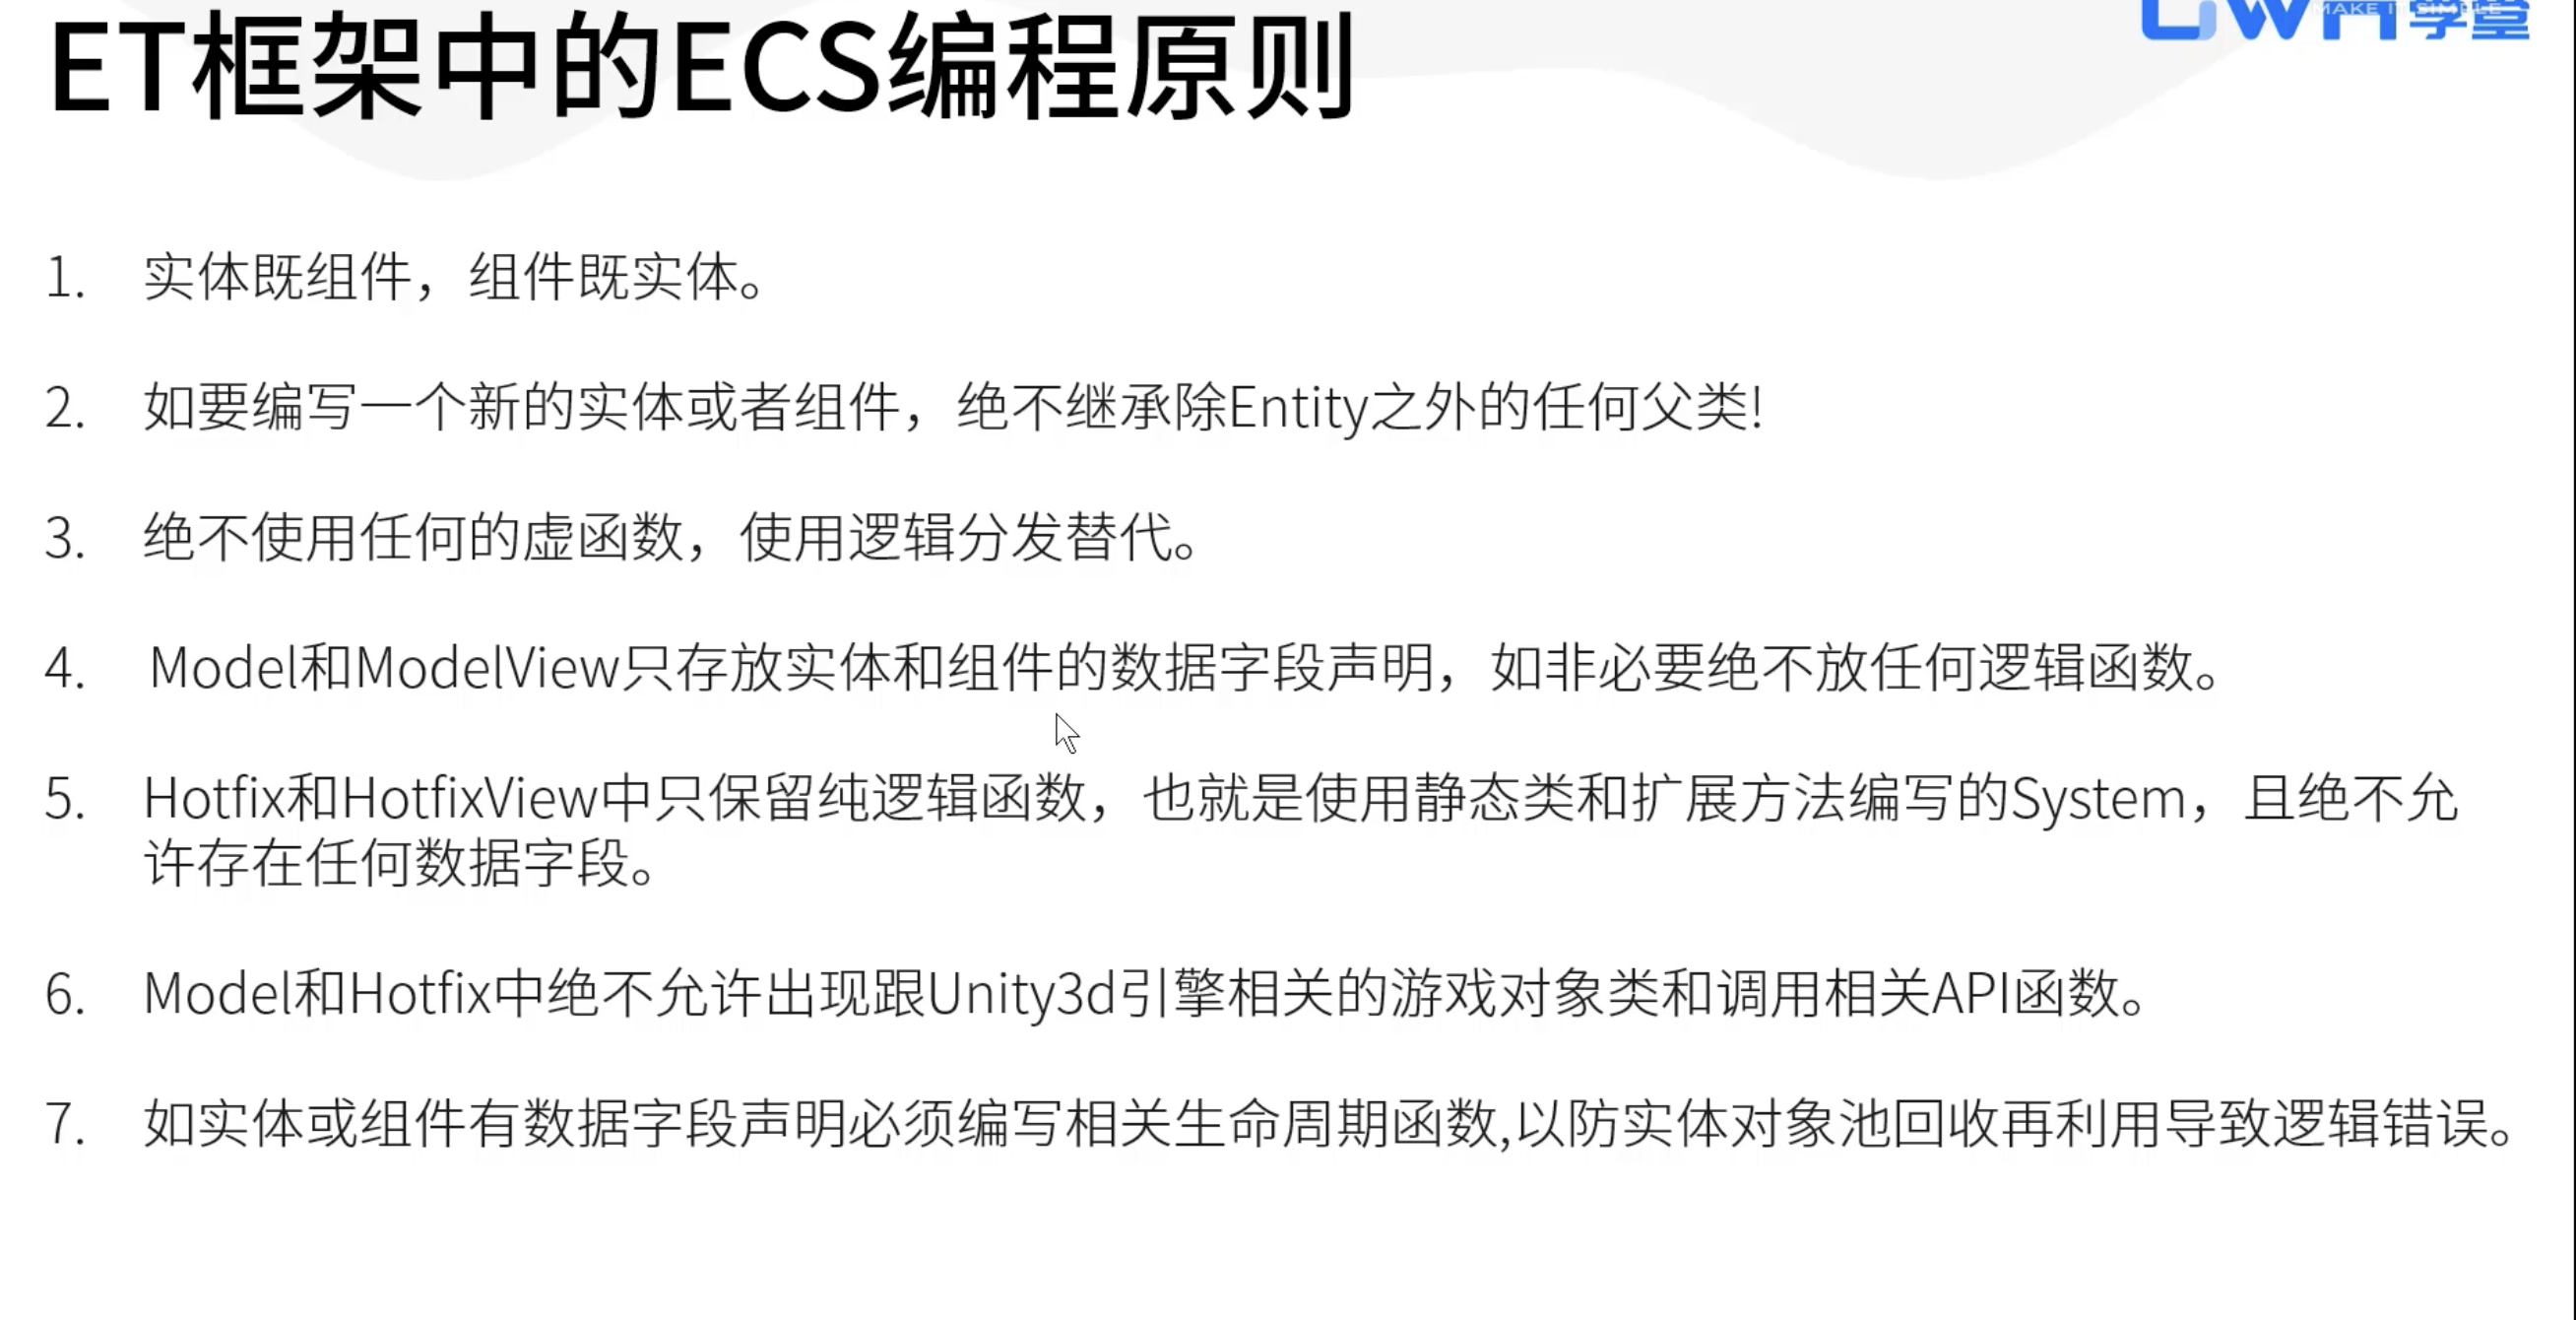 MAKE IT SIMPLE
ET框架中的ECS编程原则
1. 实体既组件，组件既实体。
2. 如要编写一个新的实体或者组件，绝不继承除Entity之外的任何父类!
3. 绝不使用任何的虚函数，使用逻辑分发替代。
4. Model和ModelView只存放实体和组件的数据字段声明，如非必要绝不放任何逻辑函数。
5. Hotfix和HotfixView中只保留纯逻辑函数，也就是使用静态类和扩展方法编写的System，且绝不允
许存在任何数据字段。
6. Model和Hotfix中绝不允许出现跟Unity3d引擎相关的游戏对象类和调用相关API函数。
7. 如实体或组件有数据字段声明必须编写相关生命周期函数,以防实体对象池回收再利用导致逻辑错误。